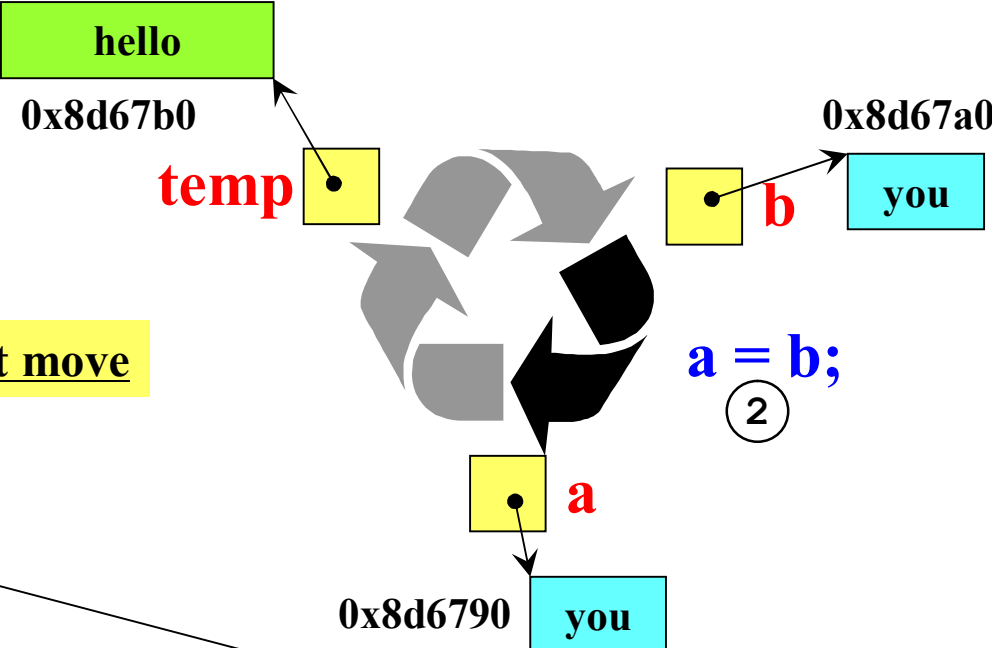 hello
0x8d67b0
0x8d67a0
temp
b
you
t move
a = b;
2
a
0x8d6790
you